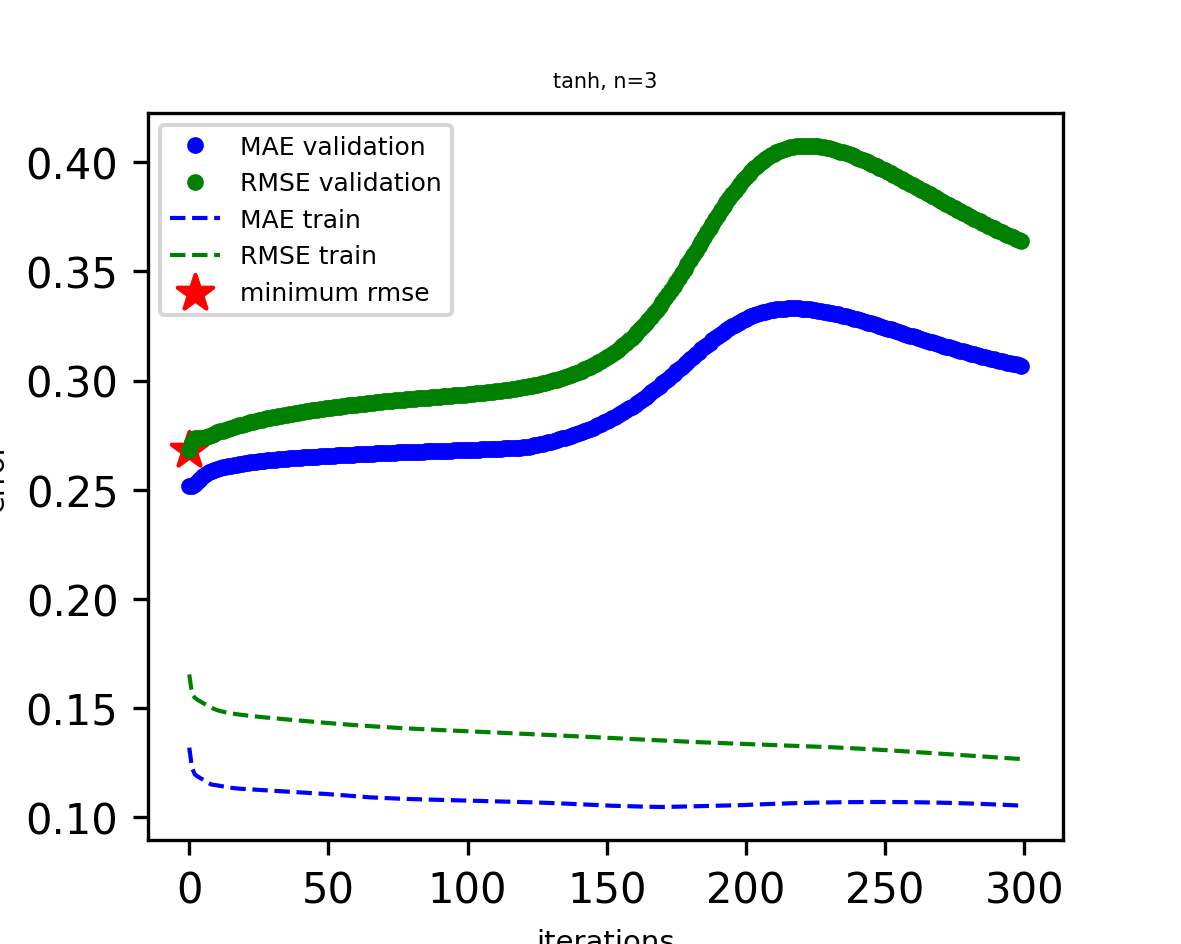 tanh, n=3
MAE validation
RMSE validation
MAE train
RMSE train
minimum rmse
0.40
0.35
0.30
0.25
0.20
0.15
0.10
0 50 100 150 200 250 300
iterations